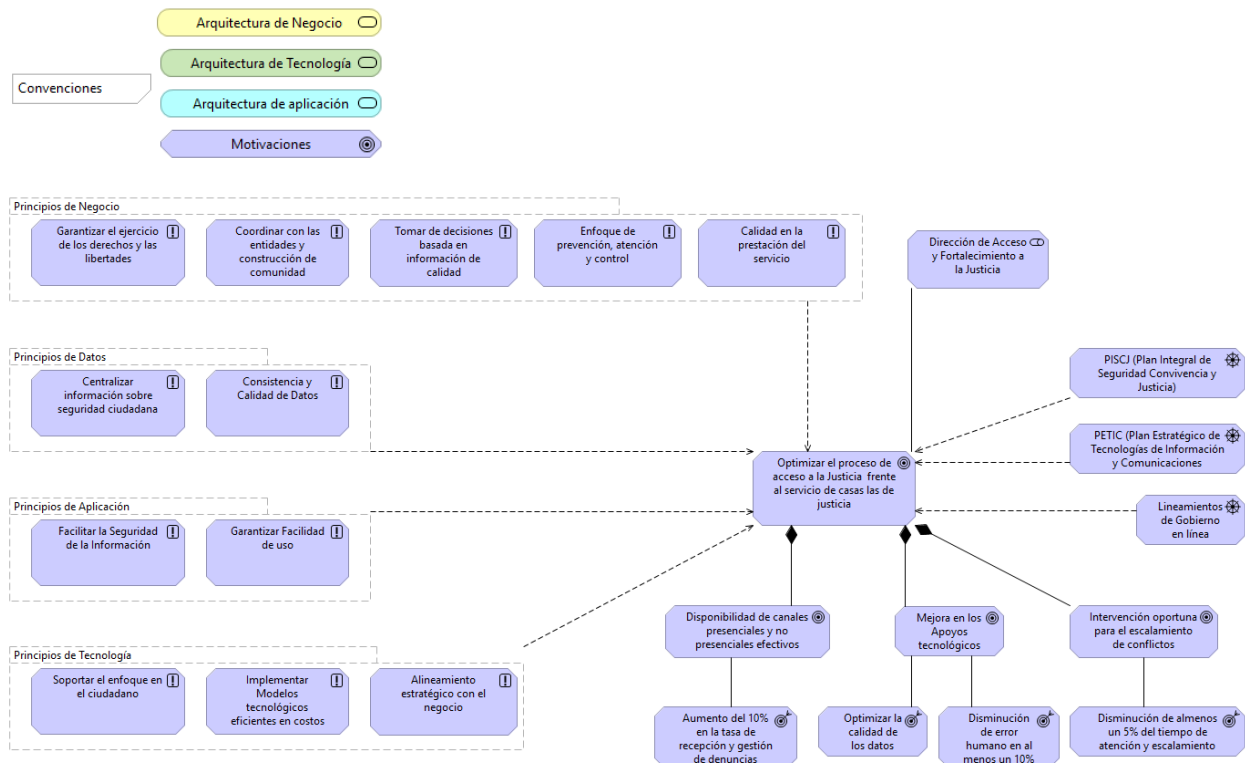 Arquitectura de Negocio
Arquitectura de Tecnología
Convenciones
Arquitectura de aplicación
Motivaciones
Principios de Negocio
Garantizar el ejercicio
de los derechos y las
libertades
Coordinar con las
entidades y
construcción de
comunidad
Tomar de decisiones
basada en
información de
calidad
Enfoque de
prevención, atención
y control
Calidad en la
prestación del
servicio
Dirección de Acceso
y Fortalecimiento a
la Justicia
Principios de Datos
Centralizar
información sobre
seguridad ciudadana
Consistencia y
Calidad de Datos
PISCJ (Plan Integral de
Seguridad Convivencia y
Justicia)
PETIC (Plan Estratégico de
Tecnologías de Información
y Comunicaciones
Optimizar el proceso de
acceso a la Justicia frente
al servicio de casas las de
justicia
Lineamientos
de Gobierno
en línea
Principios de Aplicación
Facilitar la Seguridad
de la Información
Garantizar Facilidad
de uso
Disponibilidad de canales
presenciales y no
presenciales efectivos
Mejora en los
Apoyos
tecnológicos
Intervención oportuna
para el escalamiento
de conflictos
Principios de Tecnología
Soportar el enfoque en
el ciudadano
Implementar
Modelos
tecnológicos
eficientes en costos
Alineamiento
estratégico con el
negocio
Aumento del 10%
en la tasa de
recepción y gestión
de denuncias
Optimizar la
calidad de
los datos
Disminución
de error
humano en al
menos un 10%
Disminución de almenos
un 5% del tiempo de
atención y escalamiento